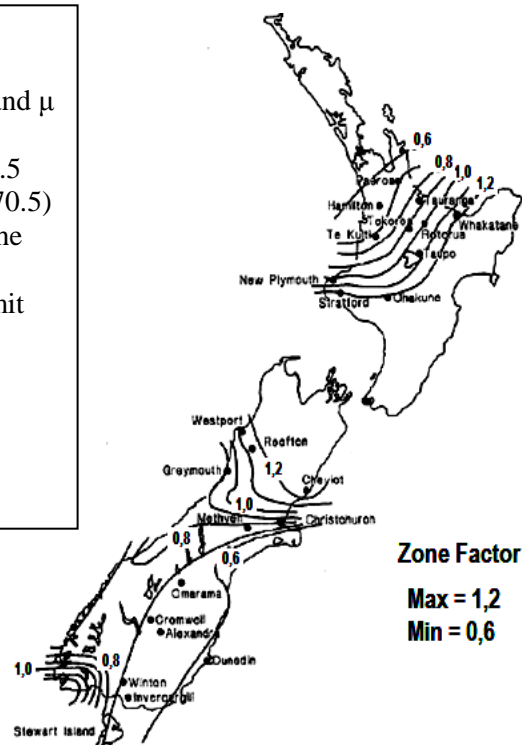 and μ
.5
70.5)
ne
nit
0,6
0,8
1,0
1,2
Paeroa
Hamilton
Tauranga
Tokoroa
Whakatane
Te Kuiti
Rotorua
Taupo
New Plymouth
Stratford
Ohakune
Westport
Reefton
Greymouth
1,2
Cheviot
1,0
Methven
Christchurch
0,8
0,6
Omarama
Cromwell
Alexandra
Dunedin
1,0
0,8
Winton
Invercargill
Stewart Island
Zone Factor
Max = 1,2
Min = 0,6